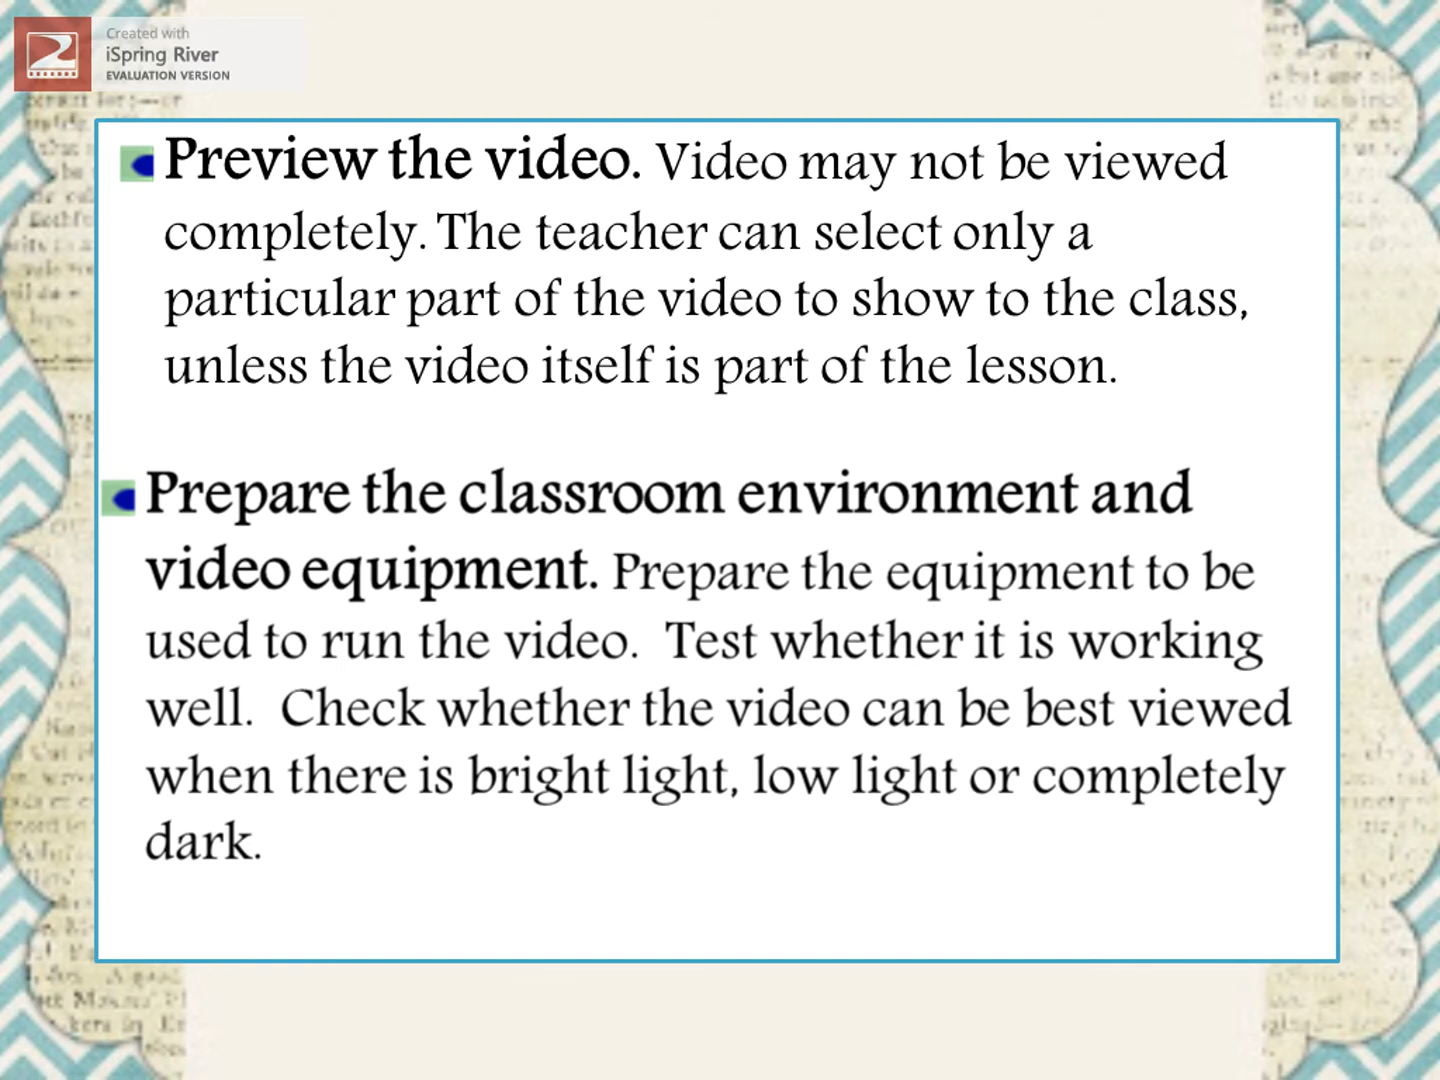 Created with
iSpring River
EVALUATION VERSION
Preview the video. Video may not be viewed
completely. The teacher can select only a
particular part of the video to show to the class,
unless the video itself is part of the lesson.
Prepare the classroom environment and
video equipment. Prepare the equipment to be
used to run the video.  Test whether it is working
well.  Check whether the video can be best viewed
when there is bright light, low light or completely
dark.